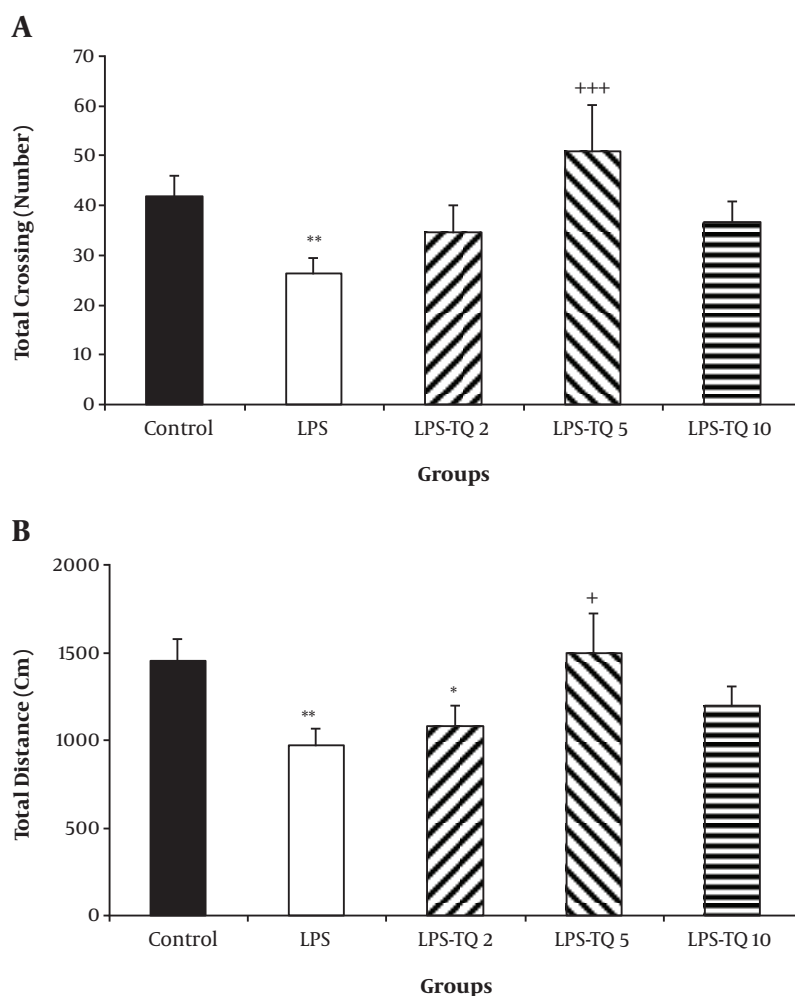 A
Total Crossing (Nunber)
70
60
50
40
30
20
10
0
**
+++
Control LPS LPS-TQ 2 LPS-TQ 5 LPS-TQ 10
Groups
B
Total Distance (Cm)
2000
1500
1000
500
0
**
*
+
Control LPS LPS-TQ 2 LPS-TQ 5 LPS-TQ 10
Groups